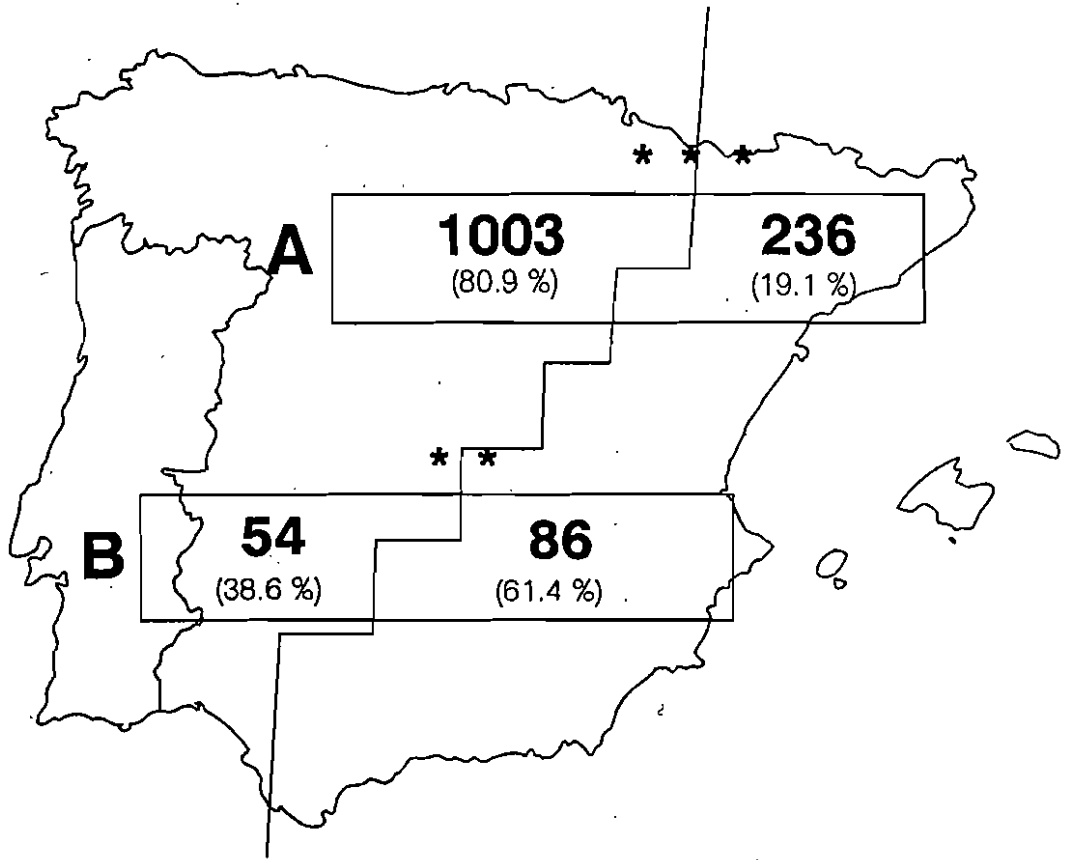 * * *
A 1003 236
(80.9 %) (19.1 %)
* *
B 54 86
(38.6 %) (61.4 %)